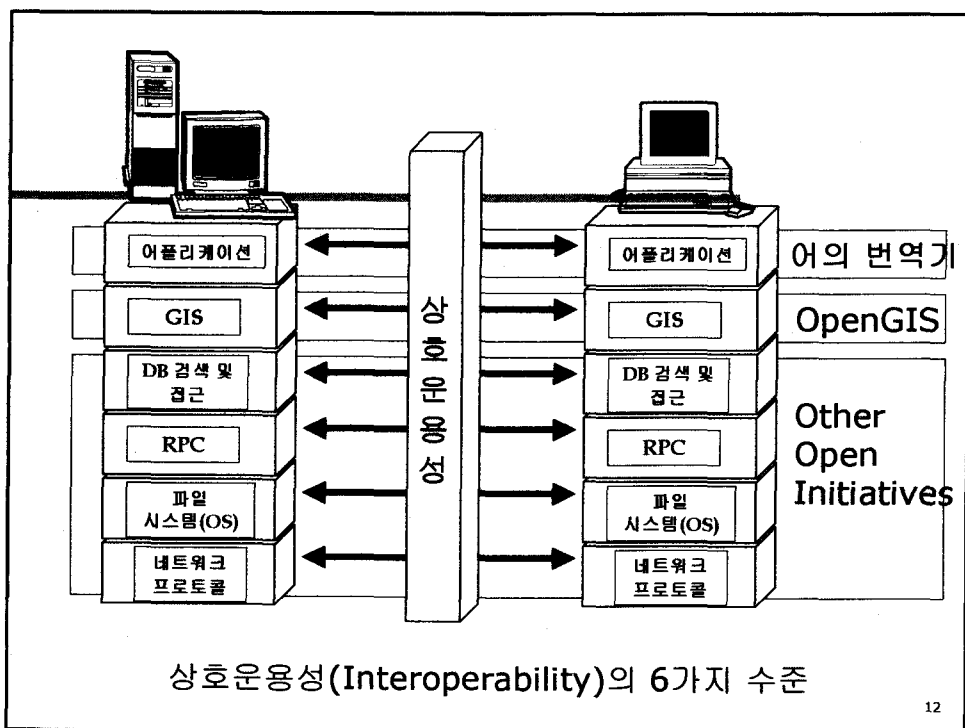 어플리케이션
GIS
DB 검색 및
접근
RPC
파일
시스템(OS)
네트워크
프로토콜
상호운용성
어플리케이션
GIS
DB 검색 및
접근
RPC
파일
시스템(OS)
네트워크
프로토콜
어의 번역기
OpenGIS
Other
Open
Initiatives
상호운용성(Interoperability)의 6가지 수준
12